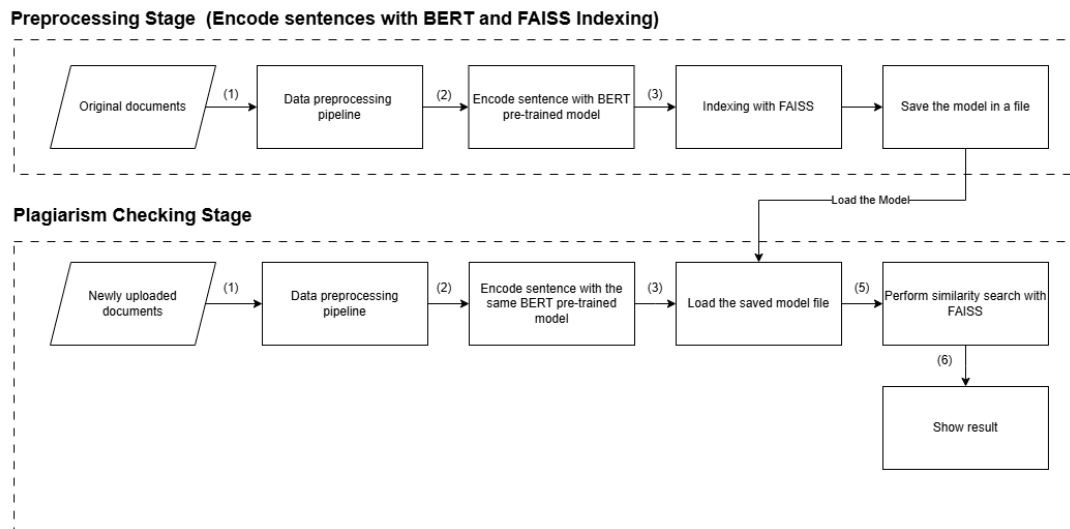 Preprocessing Stage (Encode sentences with BERT and FAISS Indexing)
Original documents
(1)
Data preprocessing
pipeline
(2)
Encode sentence with BERT
pre-trained model
(3)
Indexing with FAISS
Save the model in a file
Load the Model
Plagiarism Checking Stage
Newly uploaded
documents
(1)
Data preprocessing
pipeline
(2)
Encode sentence with the
same BERT pre-trained
model
(3)
Load the saved model file
(5)
Perform similarity search with
FAISS
(6)
Show result